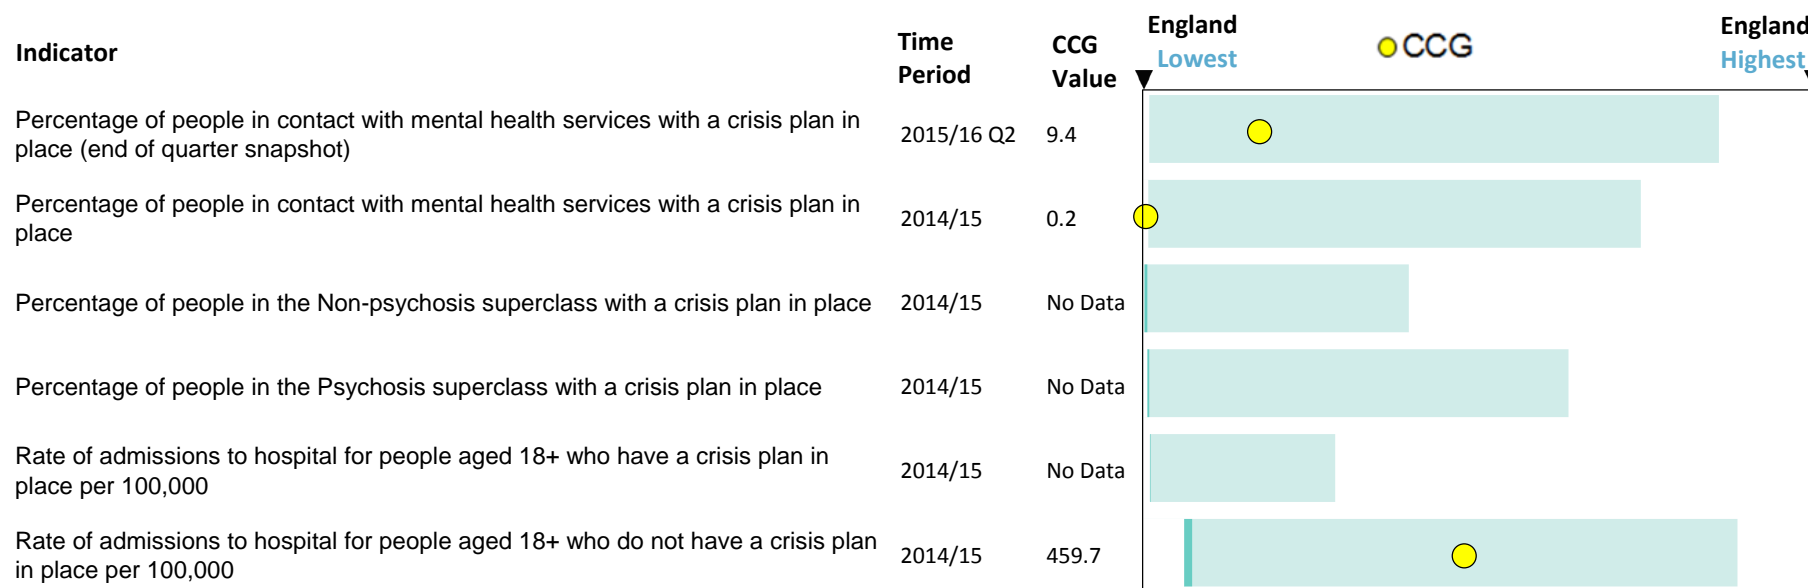 Indicator
Time
Period
CCG
Value
England
Lowest
CCG
England
Highest
Percentage of people in contact with mental health services with a crisis plan in
place (end of quarter snapshot)
2015/16 Q2
9.4
Percentage of people in contact with mental health services with a crisis plan in
place
2014/15
0.2
Percentage of people in the Non-psychosis superclass with a crisis plan in place
2014/15
No Data
Percentage of people in the Psychosis superclass with a crisis plan in place
2014/15
No Data
Rate of admissions to hospital for people aged 18+ who have a crisis plan in
place per 100,000
2014/15
No Data
Rate of admissions to hospital for people aged 18+ who do not have a crisis plan
in place per 100,000
2014/15
459.7